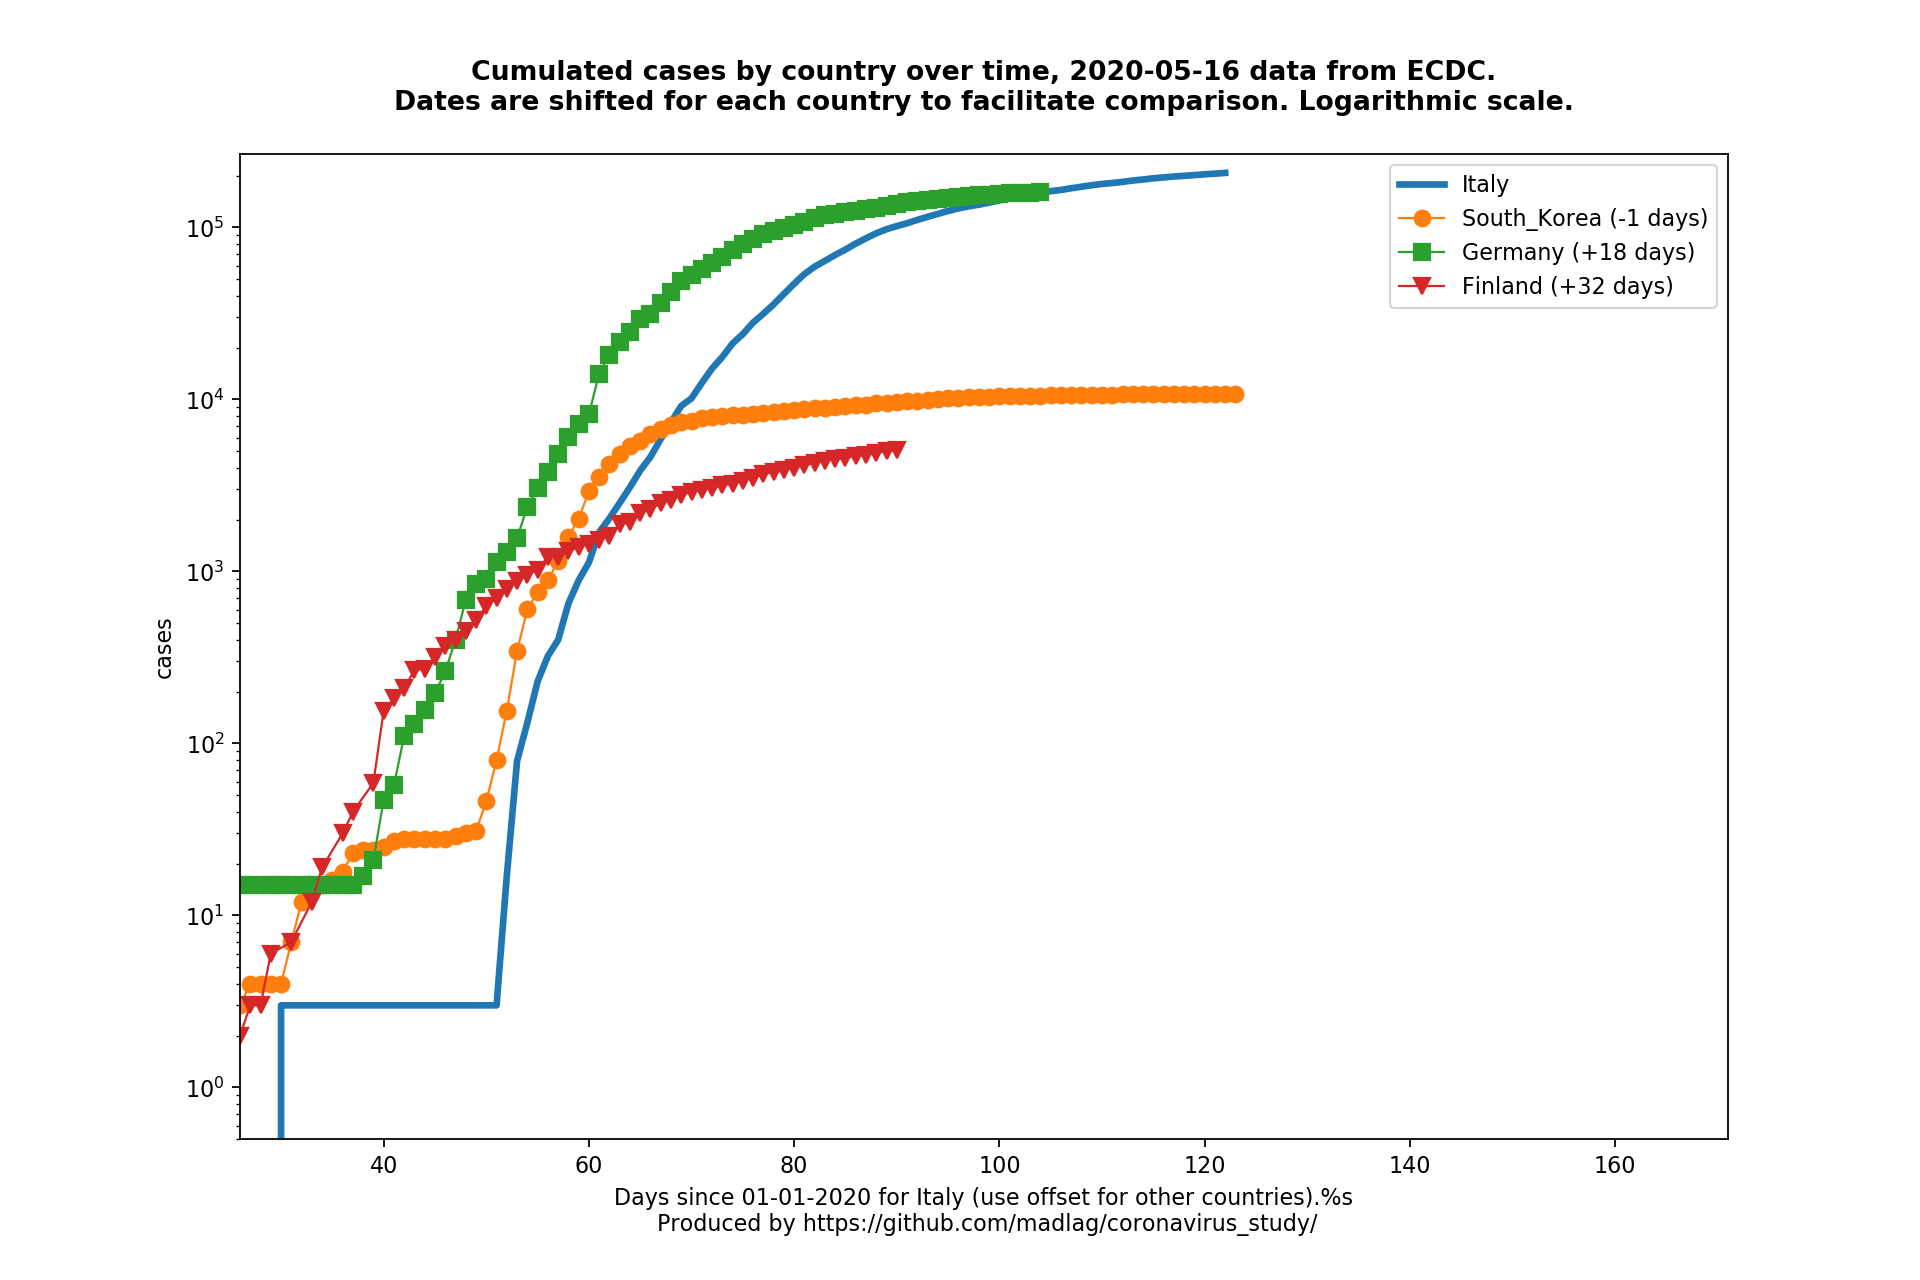 Cumulated cases by country over time, 2020-05-16 data from ECDC.
Dates are shifted for each country to facilitate comparison. Logarithmic scale.
Italy
South_Korea (-1 days)
Germany (+18 days)
Finland (+32 days)
cases
10^5
10^4
10^3
10^2
10^1
10^0
40 60 80 100 120 140 160
Days since 01-01-2020 for Italy (use offset for other countries).%s
Produced by https://github.com/madlag/coronavirus_study/